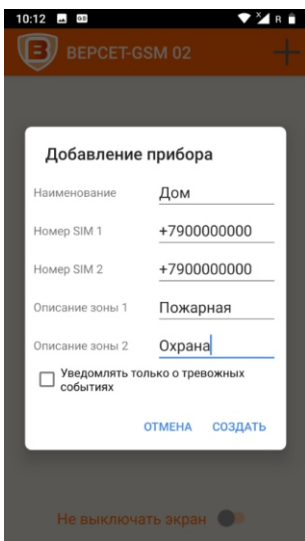 10:12 R
ВЕРСЕТ-GSM 02
Добавление прибора
Наименование Дом
Номер SIM 1 +7900000000
Номер SIM 2 +7900000000
Описание зоны 1 Пожарная
Описание зоны 2 Охрана
Уведомлять только о тревожных
событиях
ОТМЕНА СОЗДАТЬ
Не выключать экран